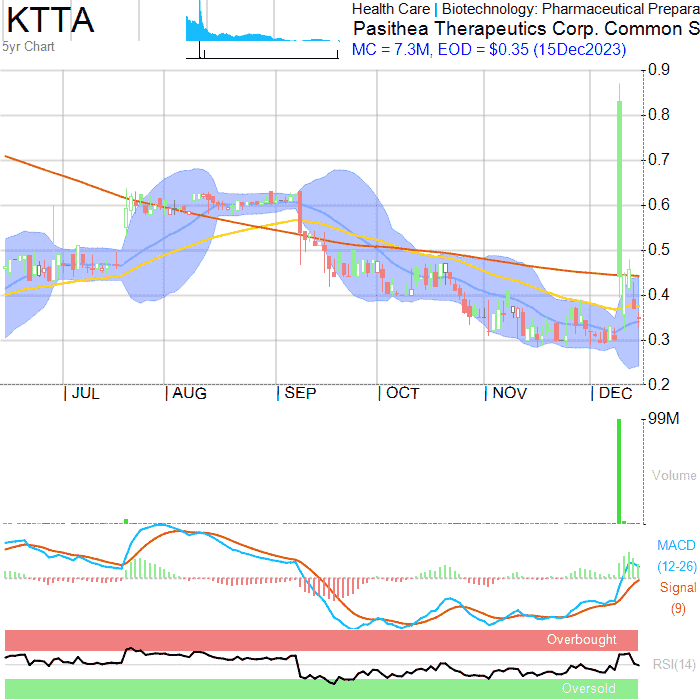 KTTA
5yr Chart
Health Care | Biotechnology: Pharmaceutical Prepara
Pasithea Therapeutics Corp. Common S
MC = 7.3M, EOD = $0.35 (15Dec2023)
0.9
0.8
0.7
0.6
0.5
0.4
0.3
0.2
| JUL | AUG | SEP | OCT | NOV | DEC
99M
Volume
MACD
(12-26)
Signal
(9)
Overbought
RSI(14)
Oversold